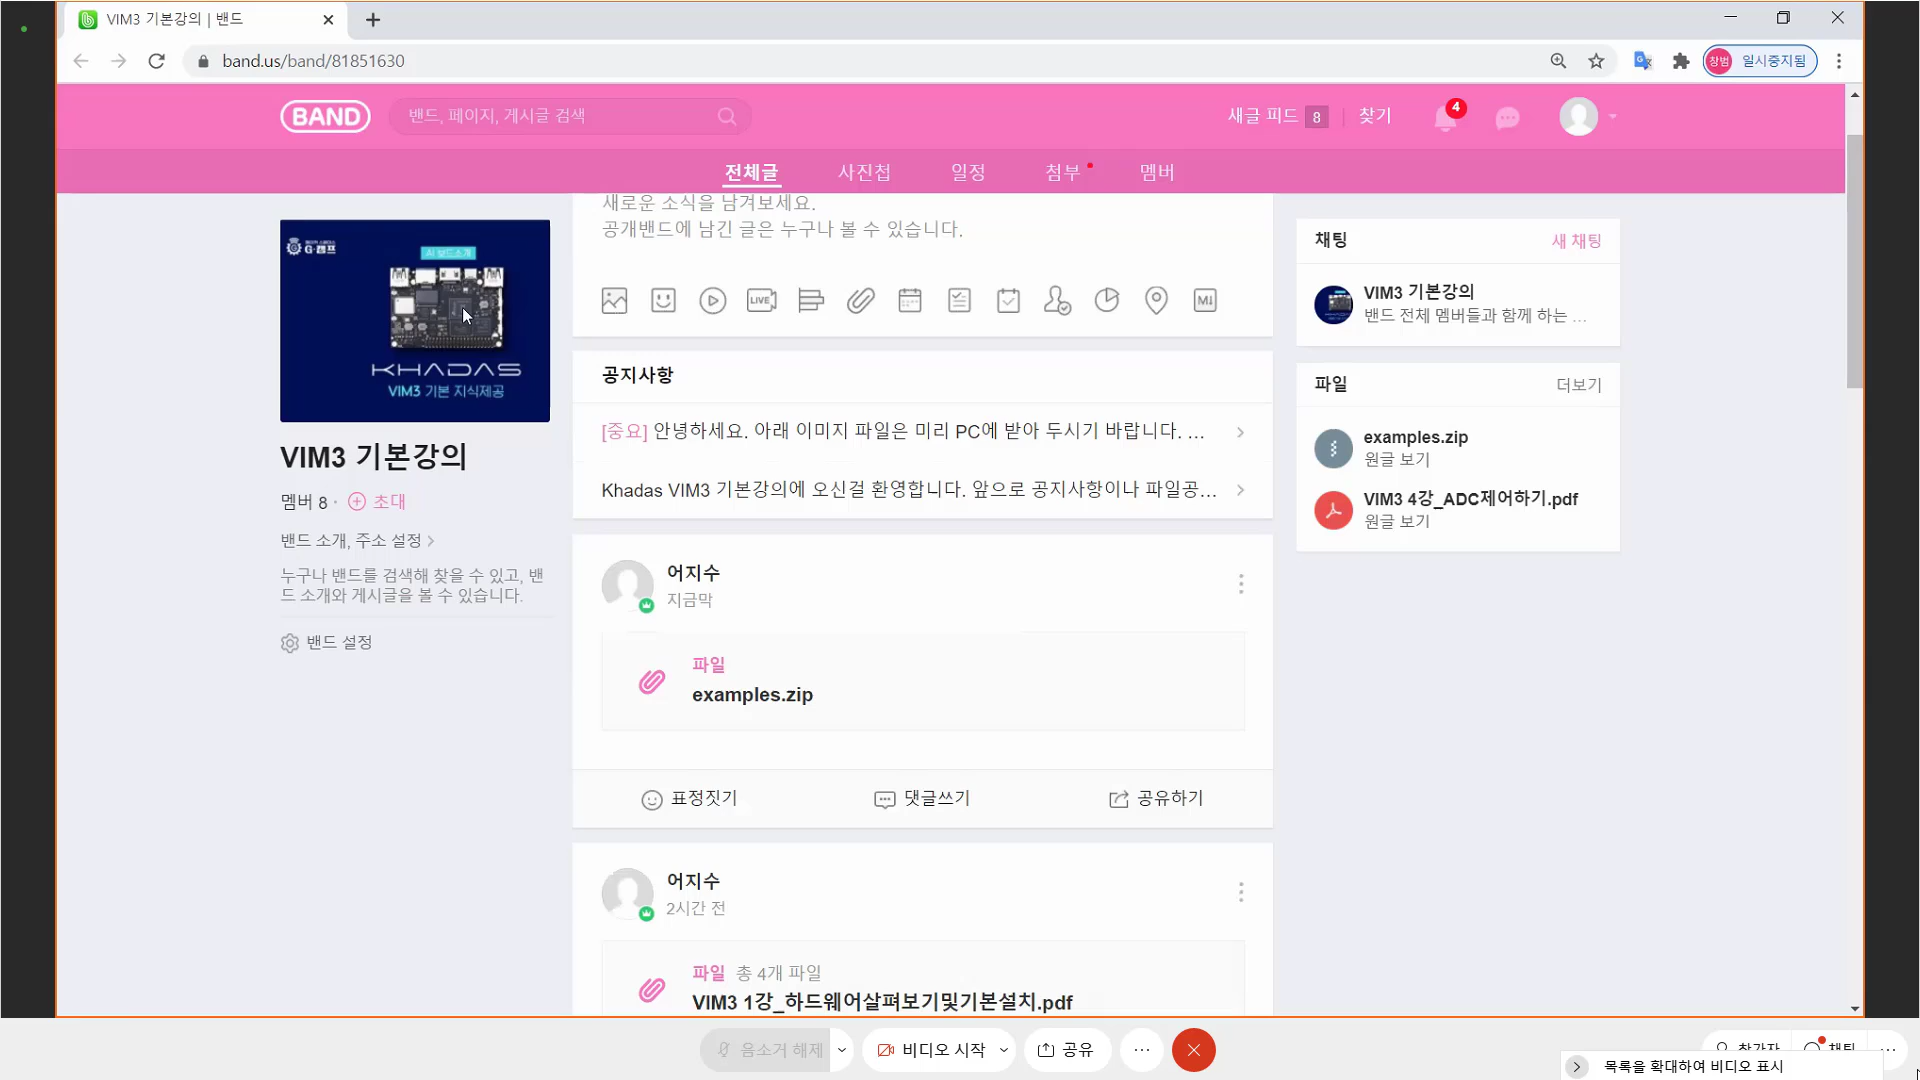 VIM3 기본강의 | 밴드
band.us/band/81851630
창범 일시중지됨
BAND
밴드, 페이지, 게시글 검색
새글 피드 8
찾기
4
전체글
사진첩
일정
첨부
멤버
G·캠프
AI 보드소개
KHADAS
VIM3 기본 지식제공
VIM3 기본강의
멤버 8 · 초대
밴드 소개, 주소 설정
누구나 밴드를 검색해 찾을 수 있고, 밴
드 소개와 게시글을 볼 수 있습니다.
밴드 설정
새로운 소식을 남겨보세요.
공개밴드에 남긴 글은 누구나 볼 수 있습니다.
LIVE
공지사항
[중요] 안녕하세요. 아래 이미지 파일은 미리 PC에 받아 두시기 바랍니다. ...
Khadas VIM3 기본강의에 오신걸 환영합니다. 앞으로 공지사항이나 파일공...
어지수
지금막
파일
examples.zip
표정짓기
댓글쓰기
공유하기
어지수
2시간 전
파일 총 4개 파일
VIM3 1강_하드웨어살펴보기및기본설치.pdf
채팅
새 채팅
VIM3 기본강의
밴드 전체 멤버들과 함께 하는 ...
파일
더보기
examples.zip
원글 보기
VIM3 4강_ADC제어하기.pdf
원글 보기
음소거 해제
비디오 시작
공유
참가자
채팅
목록을 확대하여 비디오 표시